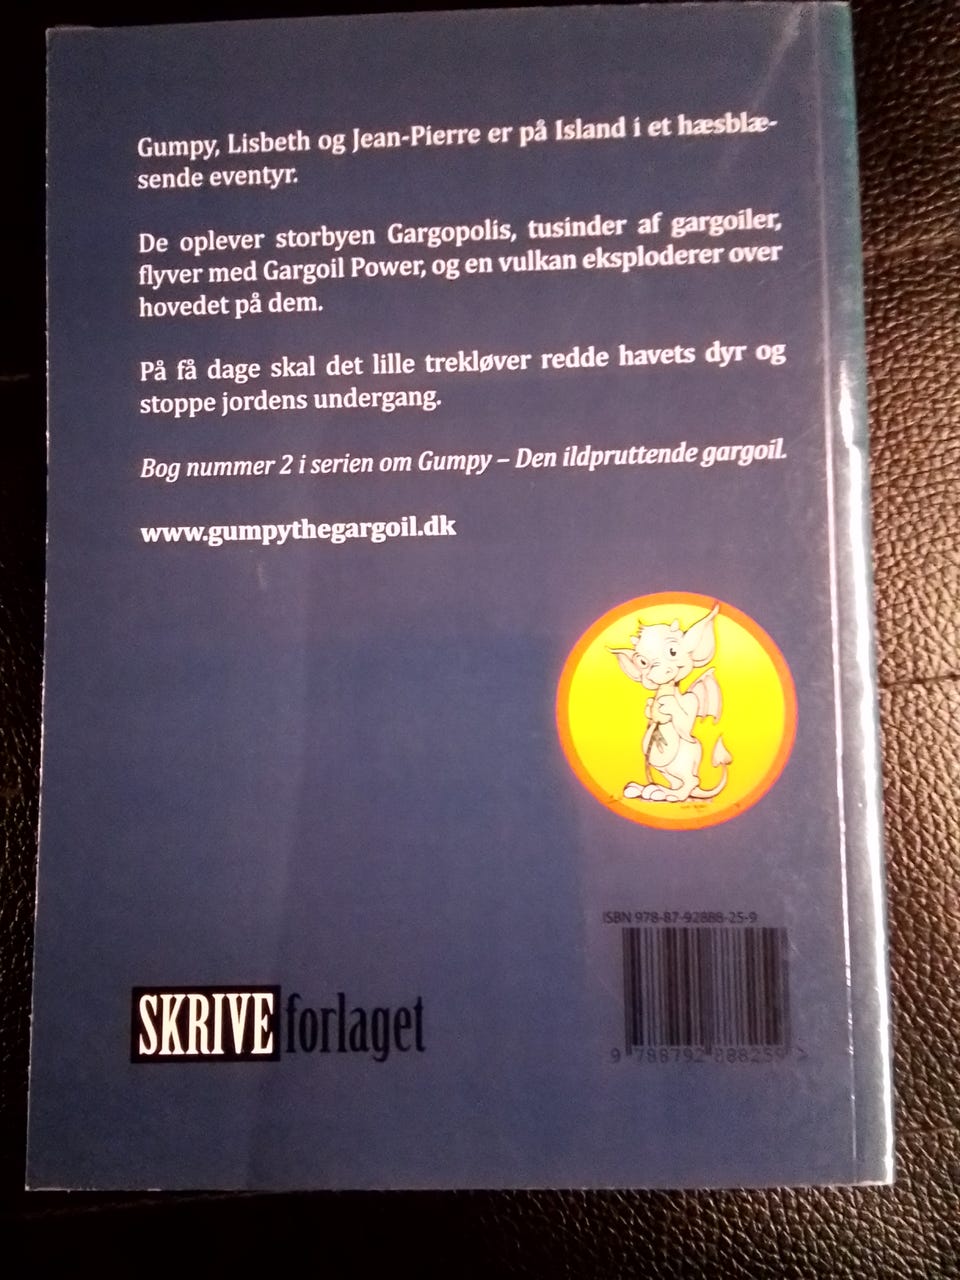 Gumpy, Lisbeth og Jean-Pierre er på Island i et hæsblæ-
sende eventyr.
De oplever storbyen Gargopolis, tusinder af gargoiler,
flyver med Gargoil Power, og en vulkan eksploderer over
hovedet på dem.
På få dage skal det lille trekløver redde havets dyr og
stoppe jordens undergang.
Bog nummer 2 i serien om Gumpy – Den ildpruttende gargoil.
www.gumpythegargoil.dk
ISBN 978-87-92888-25-9
9 788792 888259 >
SKRIVEforlaget